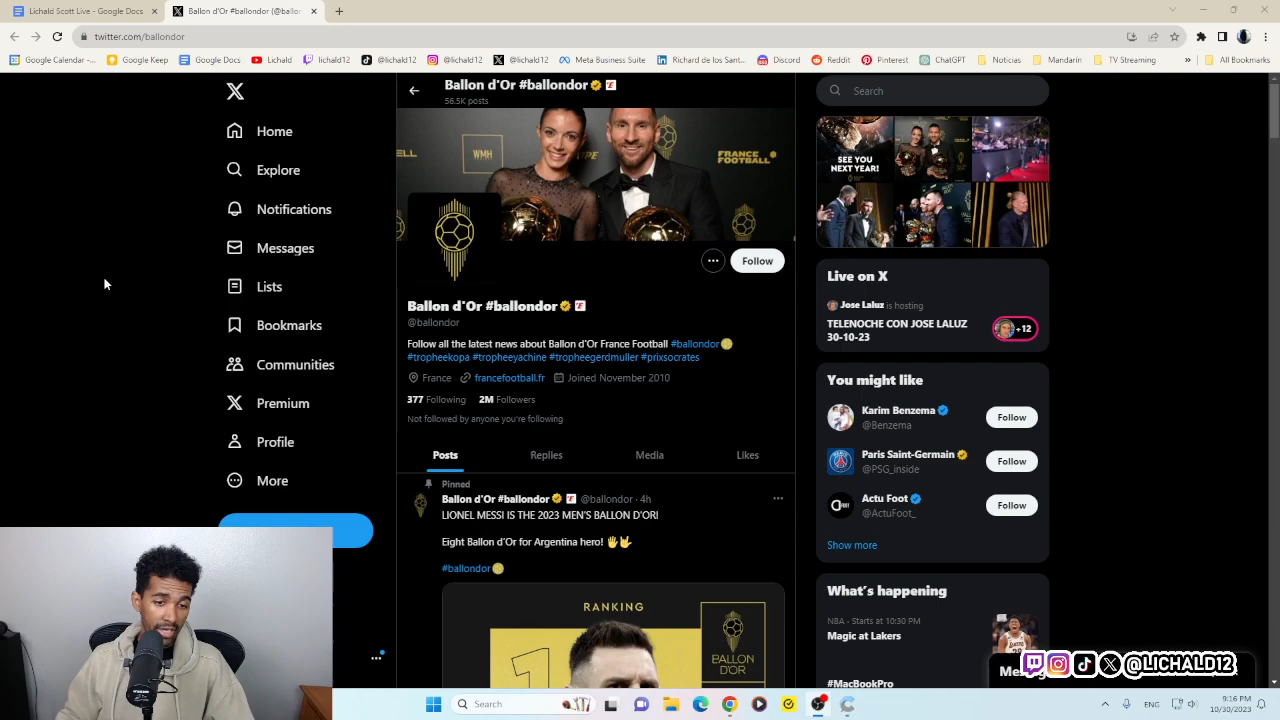 Lichald Scott Live - Google Docs
Ballon d'Or #ballondor (@ballo
twitter.com/ballondor
Google Calendar -...
Google Keep
Google Docs
Lichald
lichald12
@lichald12
@lichald12
@lichald12
Meta Business Suite
Richard de los Sant...
Discord
Reddit
Pinterest
ChatGPT
Noticias
Mandarín
TY Mentorship
All Bookmarks
Home
Explore
Notifications
Messages
Lists
Bookmarks
Communities
Premium
Profile
More
Ballon d'Or #ballondor
56.5K posts
WMH
FRANCE
FOOTBALL
Follow
Ballon d'Or #ballondor
@ballondor
Follow all the latest news about Ballon d'Or France Football #ballondor
#tropheekopa #tropheeyachine #tropheegerdmuller #prixsocrates
France francefootball.fr Joined November 2010
377 Following 2M Followers
Not followed by anyone you're following
Posts Replies Media Likes
Pinned
Ballon d'Or #ballondor @ballondor · 4h
LIONEL MESSI IS THE 2023 MEN'S BALLON D'OR!
Eight Ballon d'Or for Argentina hero! 🖐🤟
#ballondor
RANKING
1
BALLON
D'OR
Search
SEE YOU
NEXT YEAR!
Live on X
Jose Laluz is hosting
TELENOCHE CON JOSE LALUZ
30-10-23
+12
You might like
Karim Benzema
@Benzema
Follow
Paris Saint-Germain
@PSG_inside
Follow
Actu Foot
@ActuFoot_
Follow
Show more
What's happening
NBA · Starts at 10:30 PM
Magic at Lakers
#MacBookPro
@LICHALD12
Search
ENG
9:16 PM
10/30/2023